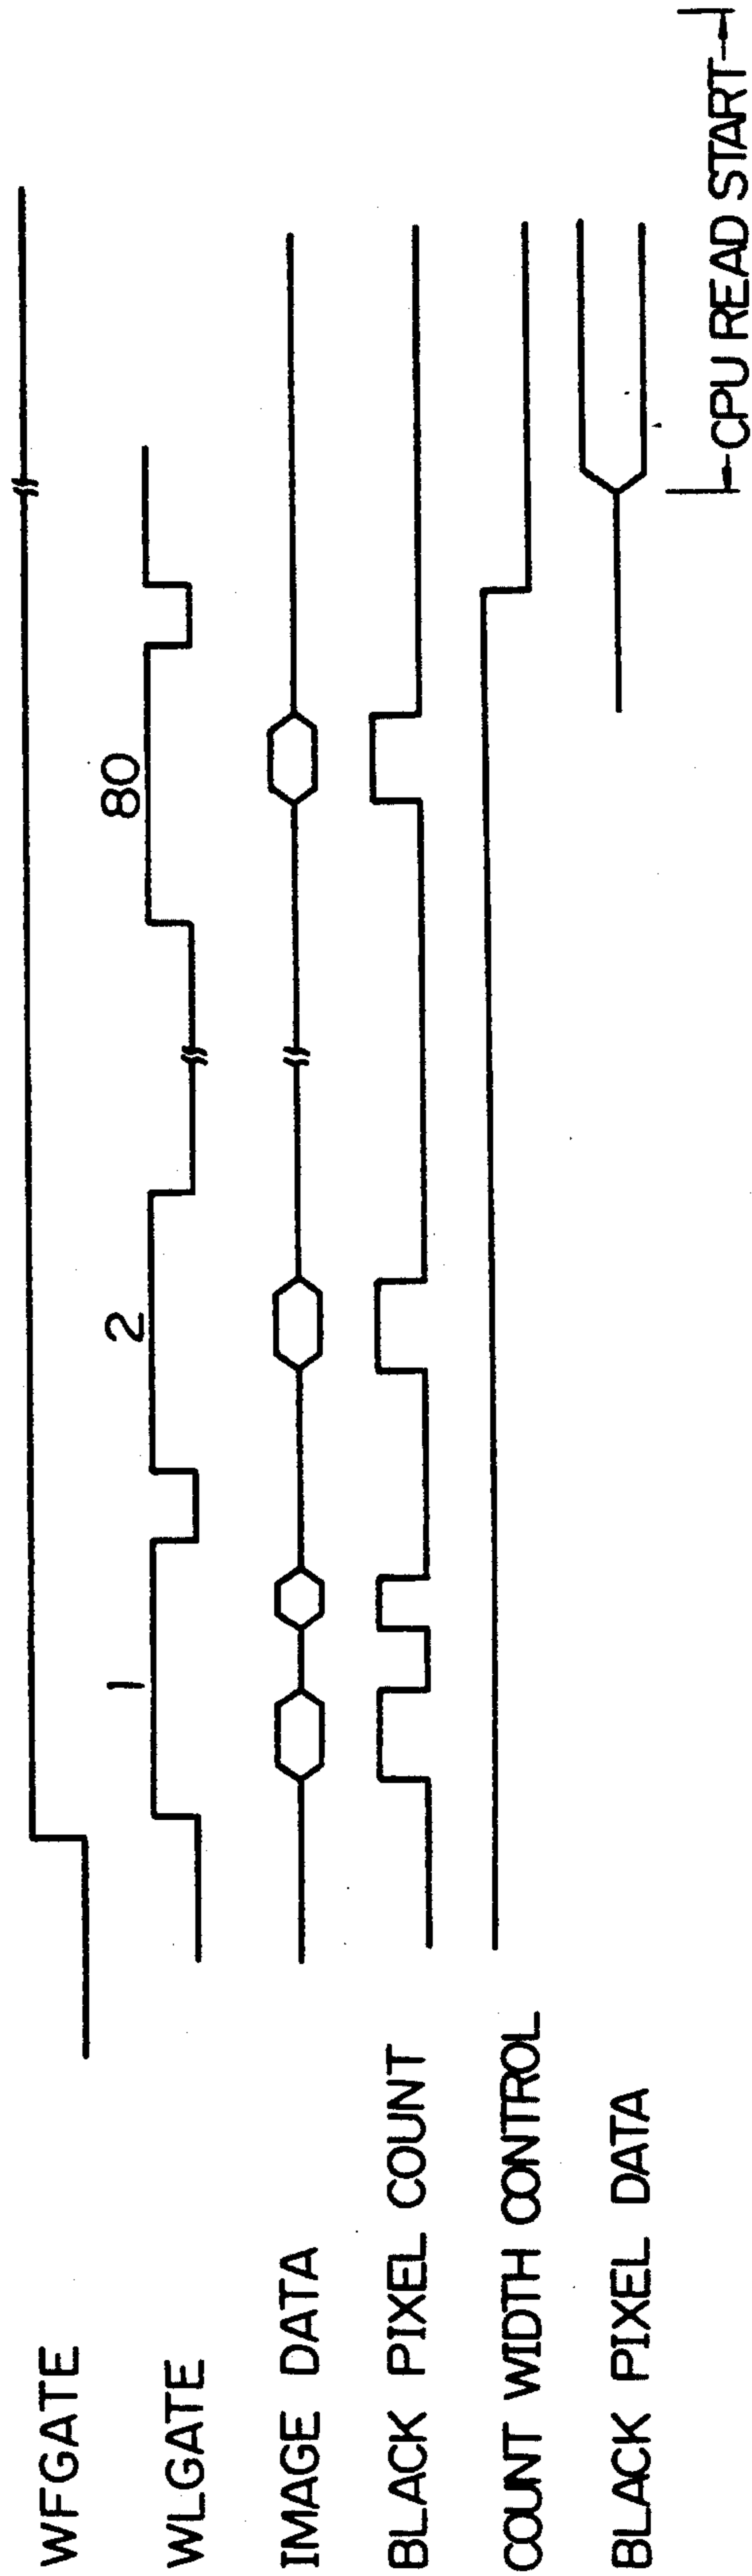 WFGATE
WLGATE
1 2 80
IMAGE DATA
BLACK PIXEL COUNT
COUNT WIDTH CONTROL
BLACK PIXEL DATA
CPU READ START